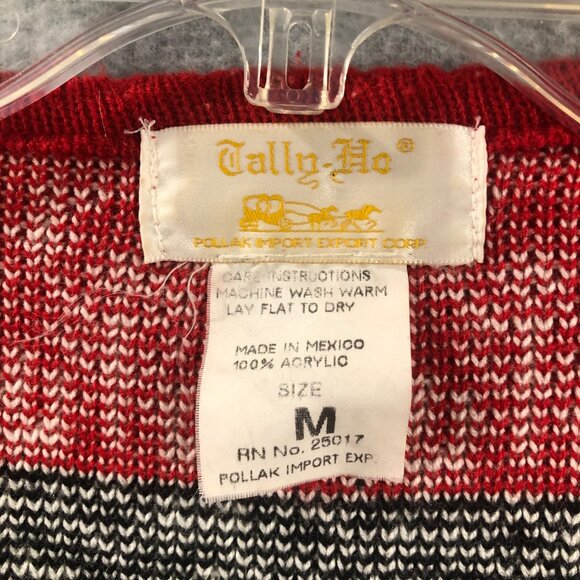 Tally-Ho®
POLLAK IMPORT EXPORT CORP.
CARE INSTRUCTIONS
MACHINE WASH WARM
LAY FLAT TO DRY
MADE IN MEXICO
100% ACRYLIC
SIZE
M
RN No. 25017
POLLAK IMPORT EXP.